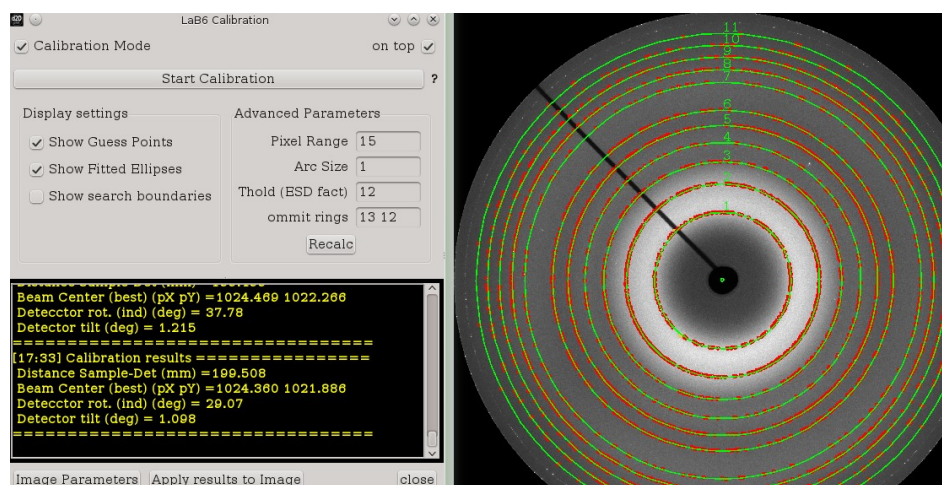 d2D
LaB6 Calibration
Calibration Mode
on top
Start Calibration
?
Display settings
Show Guess Points
Show Fitted Ellipses
Show search boundaries
Advanced Parameters
Pixel Range 15
Arc Size 1
Thold (ESD fact) 12
ommit rings 13 12
Recalc
Distance Sample-Det (mm)
Beam Center (best) (pX pY) =1024.469 1022.266
Detecctor rot. (ind) (deg) = 37.78
Detector tilt (deg) = 1.215
==================================
[17:33] Calibration results ================
Distance Sample-Det (mm) =199.508
Beam Center (best) (pX pY) =1024.360 1021.886
Detecctor rot. (ind) (deg) = 29.07
Detector tilt (deg) = 1.098
==================================
Image Parameters
Apply results to Image
close
11
10
9
8
7
6
5
4
3
2
1